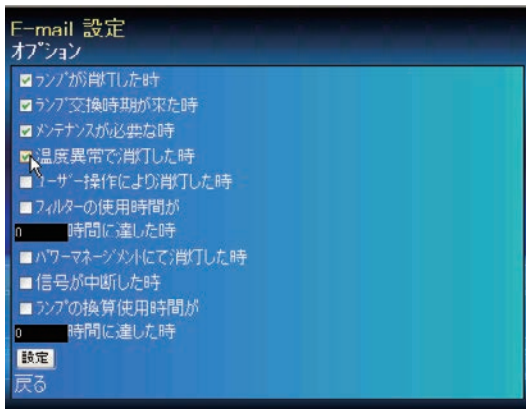 E-mail 設定
オプション
ランプが消灯した時
ランプ交換時期が来た時
メンテナンスが必要な時
温度異常で消灯した時
ユーザー操作により消灯した時
フィルターの使用時間が
0 時間に達した時
パワーマネージメントにて消灯した時
信号が中断した時
ランプの換算使用時間が
0 時間に達した時
設定
戻る